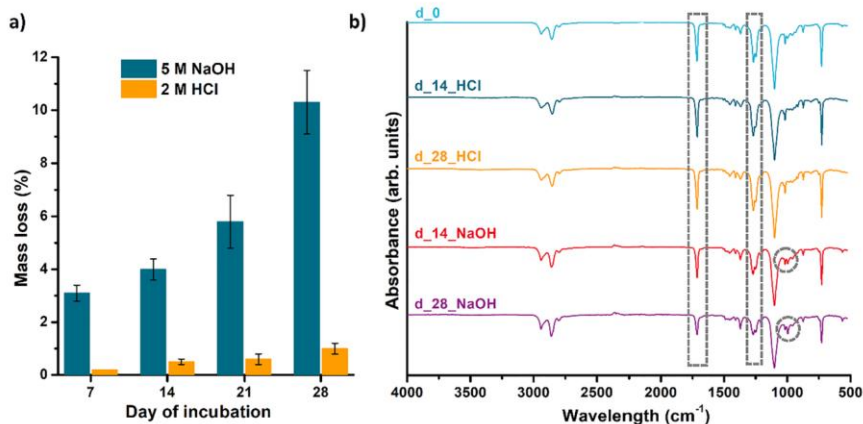 a)
12
10
8
6
4
2
0
Mass loss (%)
5 M NaOH
2 M HCl
7 14 21 28
Day of incubation
b)
d_0
d_14_HCl
d_28_HCl
d_14_NaOH
d_28_NaOH
Absorbance (arb. units)
4000 3500 3000 2500 2000 1500 1000 500
Wavelength (cm⁻¹)